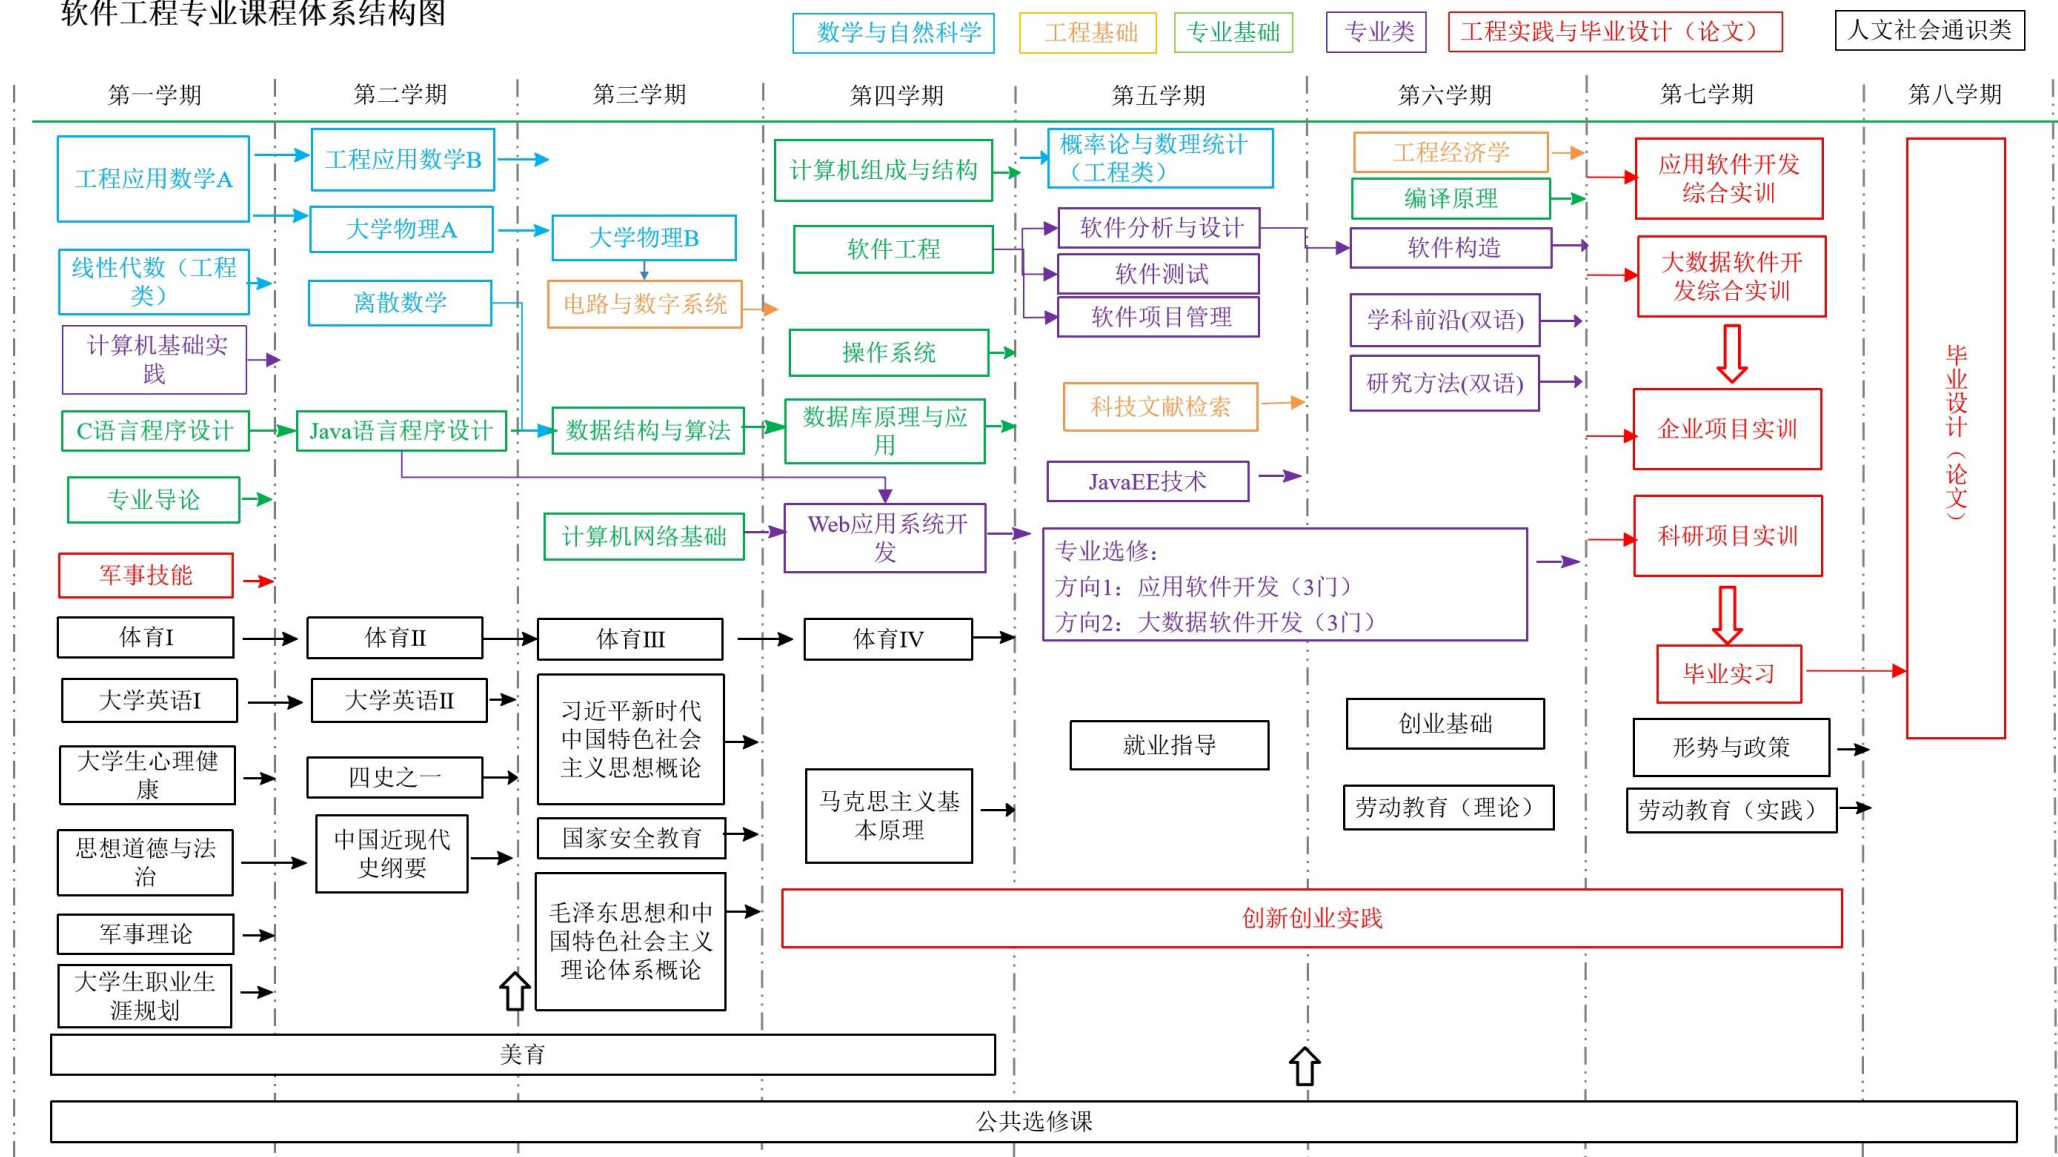 软件工程专业课程体系结构图
数学与自然科学
工程基础
专业基础
专业类
工程实践与毕业设计（论文）
人文社会通识类
第一学期
第二学期
第三学期
第四学期
第五学期
第六学期
第七学期
第八学期
工程应用数学A
线性代数（工程
类）
计算机基础实
践
C语言程序设计
专业导论
军事技能
体育I
大学英语I
大学生心理健
康
思想道德与法
治
军事理论
大学生职业生
涯规划
工程应用数学B
大学物理A
离散数学
Java语言程序设计
体育II
大学英语II
四史之一
中国近现代
史纲要
大学物理B
电路与数字系统
数据结构与算法
计算机网络基础
体育III
习近平新时代
中国特色社会
主义思想概论
国家安全教育
毛泽东思想和中
国特色社会主义
理论体系概论
计算机组成与结构
软件工程
操作系统
数据库原理与应
用
Web应用系统开
发
体育IV
马克思主义基
本原理
概率论与数理统计
（工程类）
软件分析与设计
软件测试
软件项目管理
科技文献检索
JavaEE技术
专业选修：
方向1：应用软件开发（3门）
方向2：大数据软件开发（3门）
就业指导
工程经济学
编译原理
软件构造
学科前沿(双语)
研究方法(双语)
创业基础
劳动教育（理论）
应用软件开发
综合实训
大数据软件开
发综合实训
企业项目实训
科研项目实训
毕业实习
形势与政策
劳动教育（实践）
毕业设计（论文）
创新创业实践
美育
公共选修课